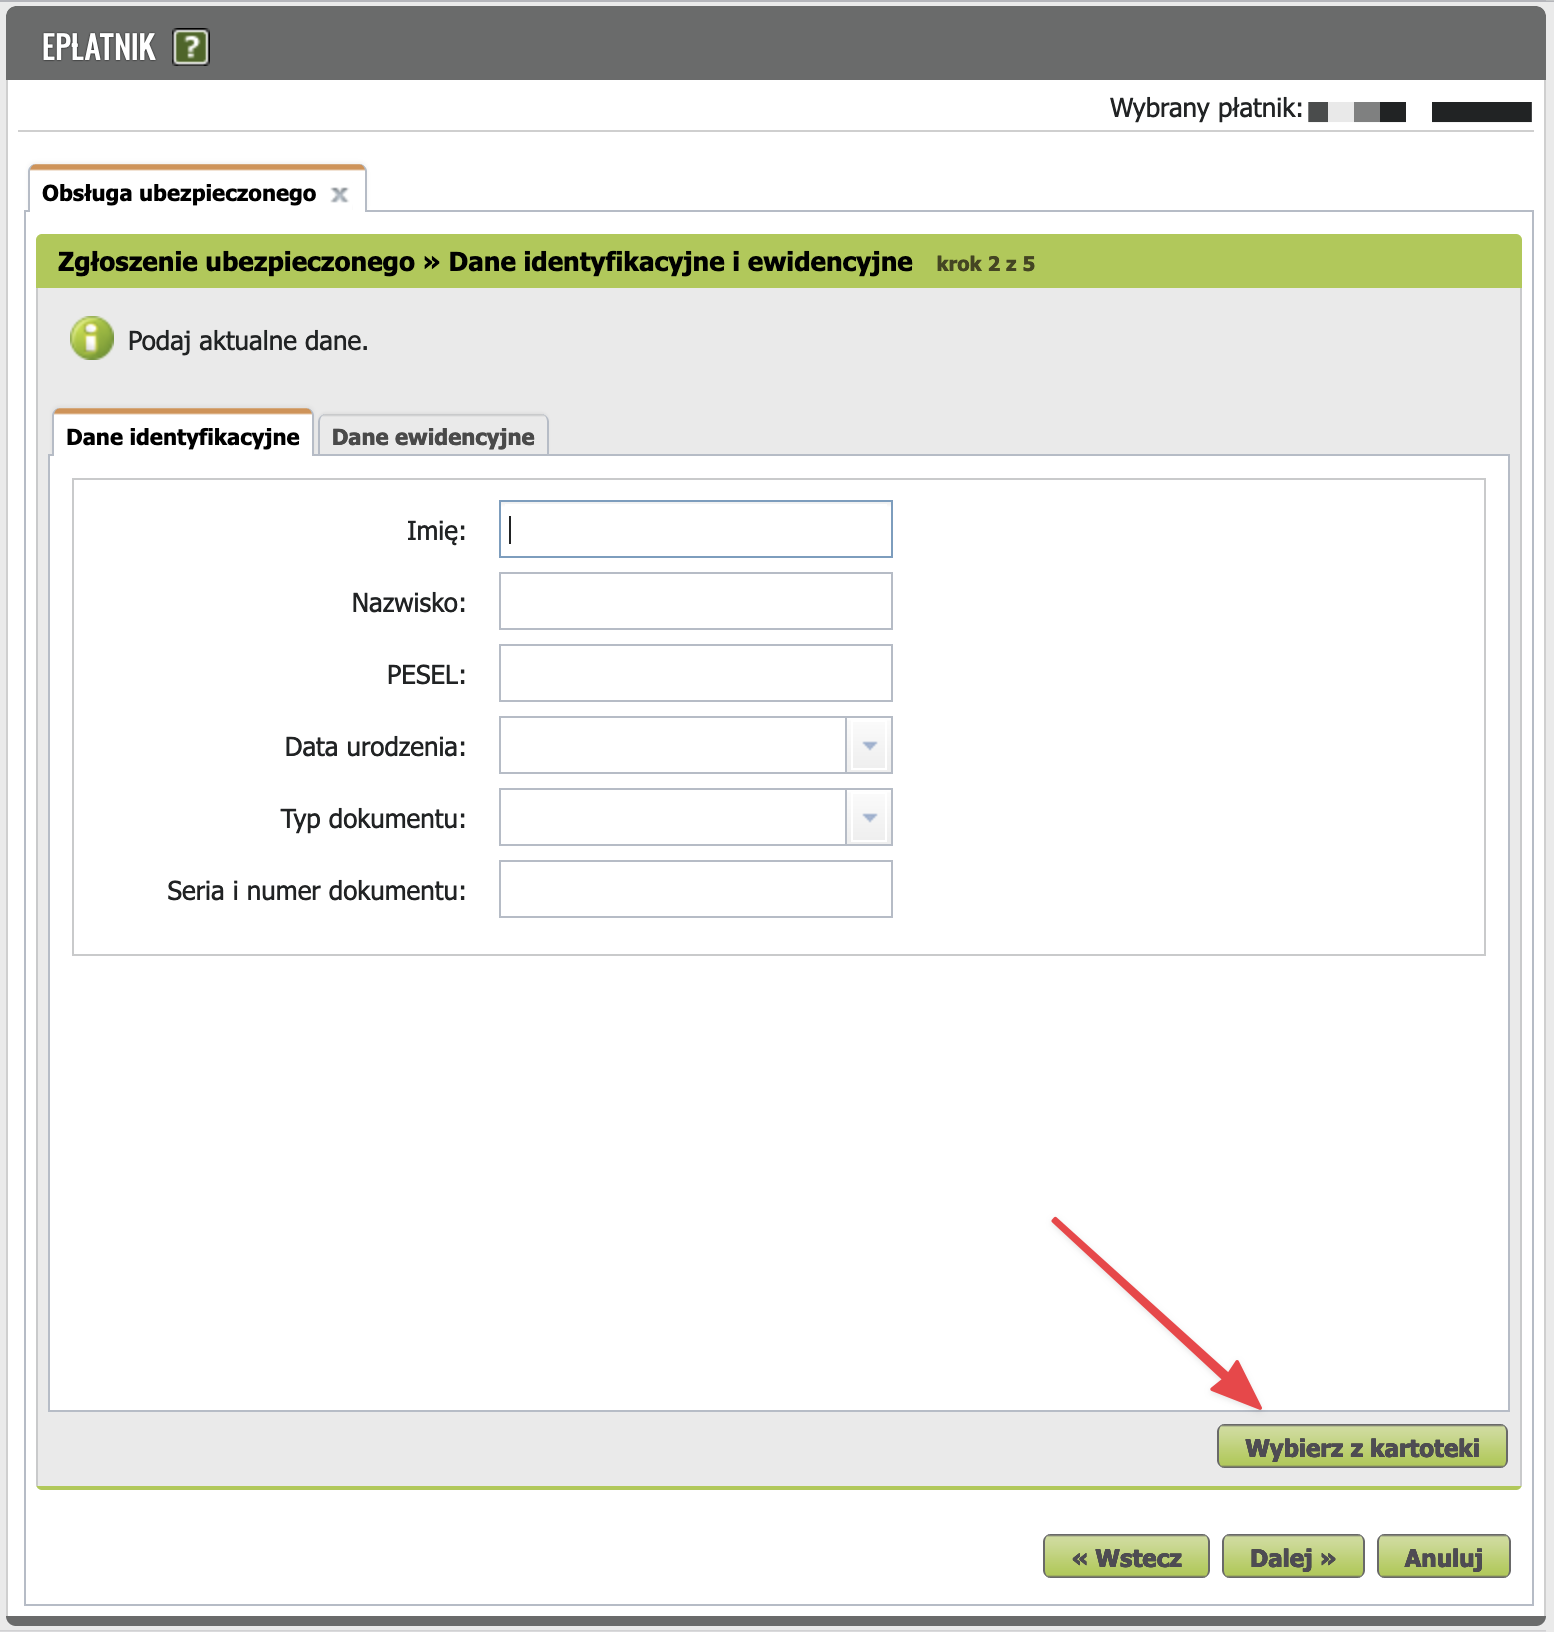 EPŁATNIK ?
Wybrany płatnik:
Obsługa ubezpieczonego x
Zgłoszenie ubezpieczonego » Dane identyfikacyjne i ewidencyjne krok 2 z 5
Podaj aktualne dane.
Dane identyfikacyjne Dane ewidencyjne
Imię:
Nazwisko:
PESEL:
Data urodzenia:
Typ dokumentu:
Seria i numer dokumentu:
Wybierz z kartoteki
« Wstecz Dalej » Anuluj